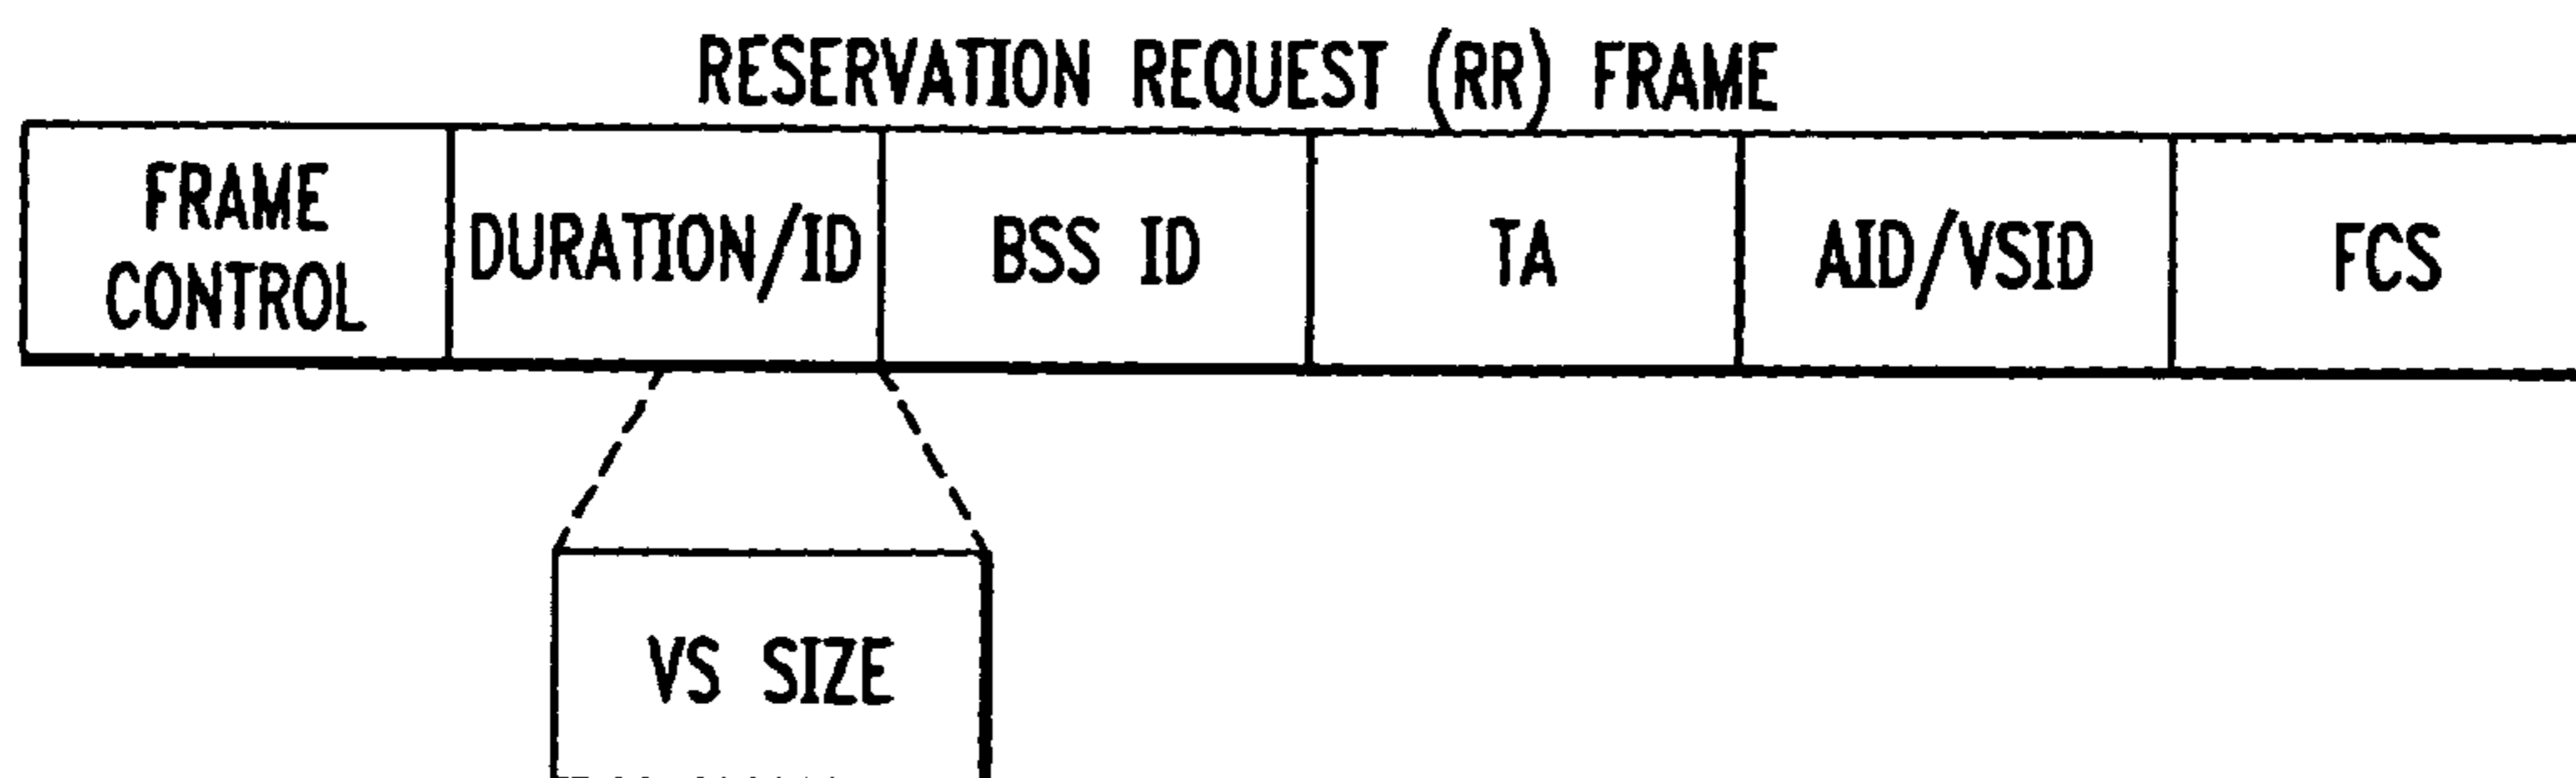 RESERVATION REQUEST (RR) FRAME
FRAME
CONTROL
DURATION/ID
BSS ID
TA
AID/VSID
FCS
VS SIZE